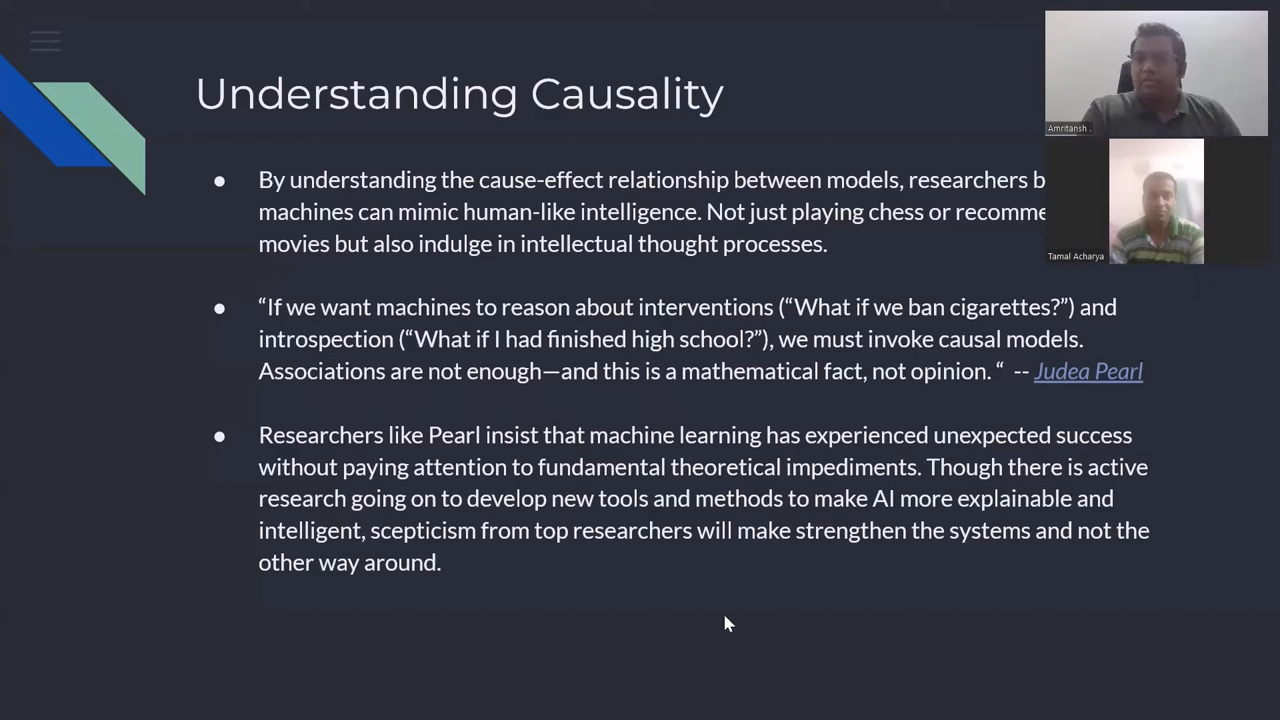 Understanding Causality
● By understanding the cause-effect relationship between models, researchers b
machines can mimic human-like intelligence. Not just playing chess or recomme
movies but also indulge in intellectual thought processes.
● “If we want machines to reason about interventions (“What if we ban cigarettes?”) and
introspection (“What if I had finished high school?”), we must invoke causal models.
Associations are not enough—and this is a mathematical fact, not opinion. “ -- Judea Pearl
● Researchers like Pearl insist that machine learning has experienced unexpected success
without paying attention to fundamental theoretical impediments. Though there is active
research going on to develop new tools and methods to make AI more explainable and
intelligent, scepticism from top researchers will make strengthen the systems and not the
other way around.
Amritansh .
Tamal Acharya